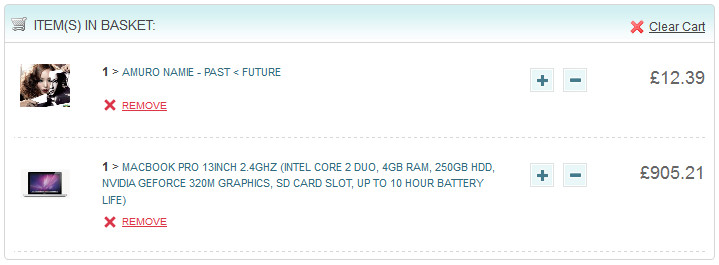 ITEM(S) IN BASKET:
Clear Cart
1 > AMURO NAMIE - PAST < FUTURE
£12.39
REMOVE
1 > MACBOOK PRO 13INCH 2.4GHZ (INTEL CORE 2 DUO, 4GB RAM, 250GB HDD,
NVIDIA GEFORCE 320M GRAPHICS, SD CARD SLOT, UP TO 10 HOUR BATTERY
LIFE)
£905.21
REMOVE